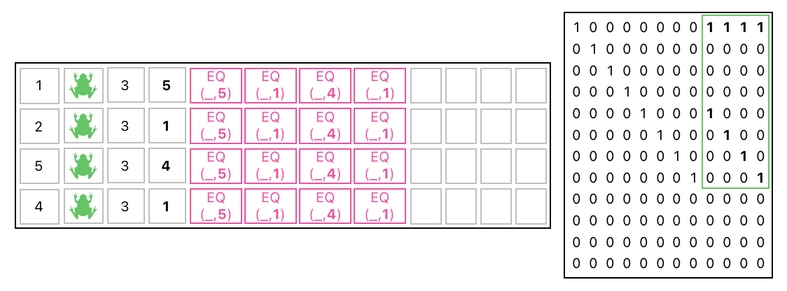 1 3 5 EQ (_,5) EQ (_,1) EQ (_,4) EQ (_,1)
2 3 1 EQ (_,5) EQ (_,1) EQ (_,4) EQ (_,1)
5 3 4 EQ (_,5) EQ (_,1) EQ (_,4) EQ (_,1)
4 3 1 EQ (_,5) EQ (_,1) EQ (_,4) EQ (_,1)
1 0 0 0 0 0 0 0 1 1 1 1
0 1 0 0 0 0 0 0 0 0 0 0
0 0 1 0 0 0 0 0 0 0 0 0
0 0 0 1 0 0 0 0 0 0 0 0
0 0 0 0 1 0 0 0 1 0 0 0
0 0 0 0 0 1 0 0 0 1 0 0
0 0 0 0 0 0 1 0 0 0 1 0
0 0 0 0 0 0 0 1 0 0 0 1
0 0 0 0 0 0 0 0 0 0 0 0
0 0 0 0 0 0 0 0 0 0 0 0
0 0 0 0 0 0 0 0 0 0 0 0
0 0 0 0 0 0 0 0 0 0 0 0